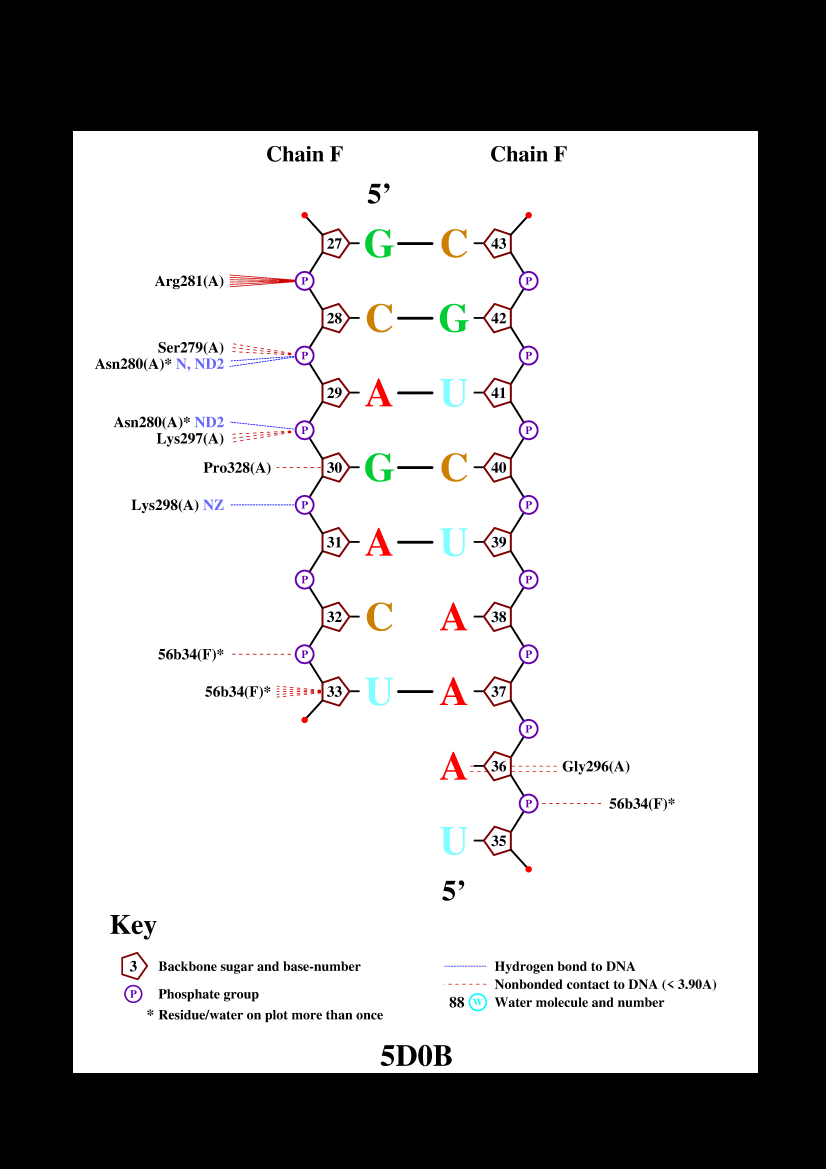 Chain F Chain F
5’
27 G C 43
Arg281(A) P P
28 C G 42
Ser279(A)
P P
Asn280(A)* N, ND2
29 A U 41
Asn280(A)* ND2
P P
Lys297(A)
Pro328(A) 30 G C 40
Lys298(A) NZ P P
31 A U 39
P P
32 C A 38
56b34(F)* P P
56b34(F)* 33 U A 37
P
A 36 Gly296(A)
P 56b34(F)*
U 35
5’
Key
3 Backbone sugar and base-number
P Phosphate group
* Residue/water on plot more than once
Hydrogen bond to DNA
Nonbonded contact to DNA (< 3.90A)
88 W Water molecule and number
5D0B